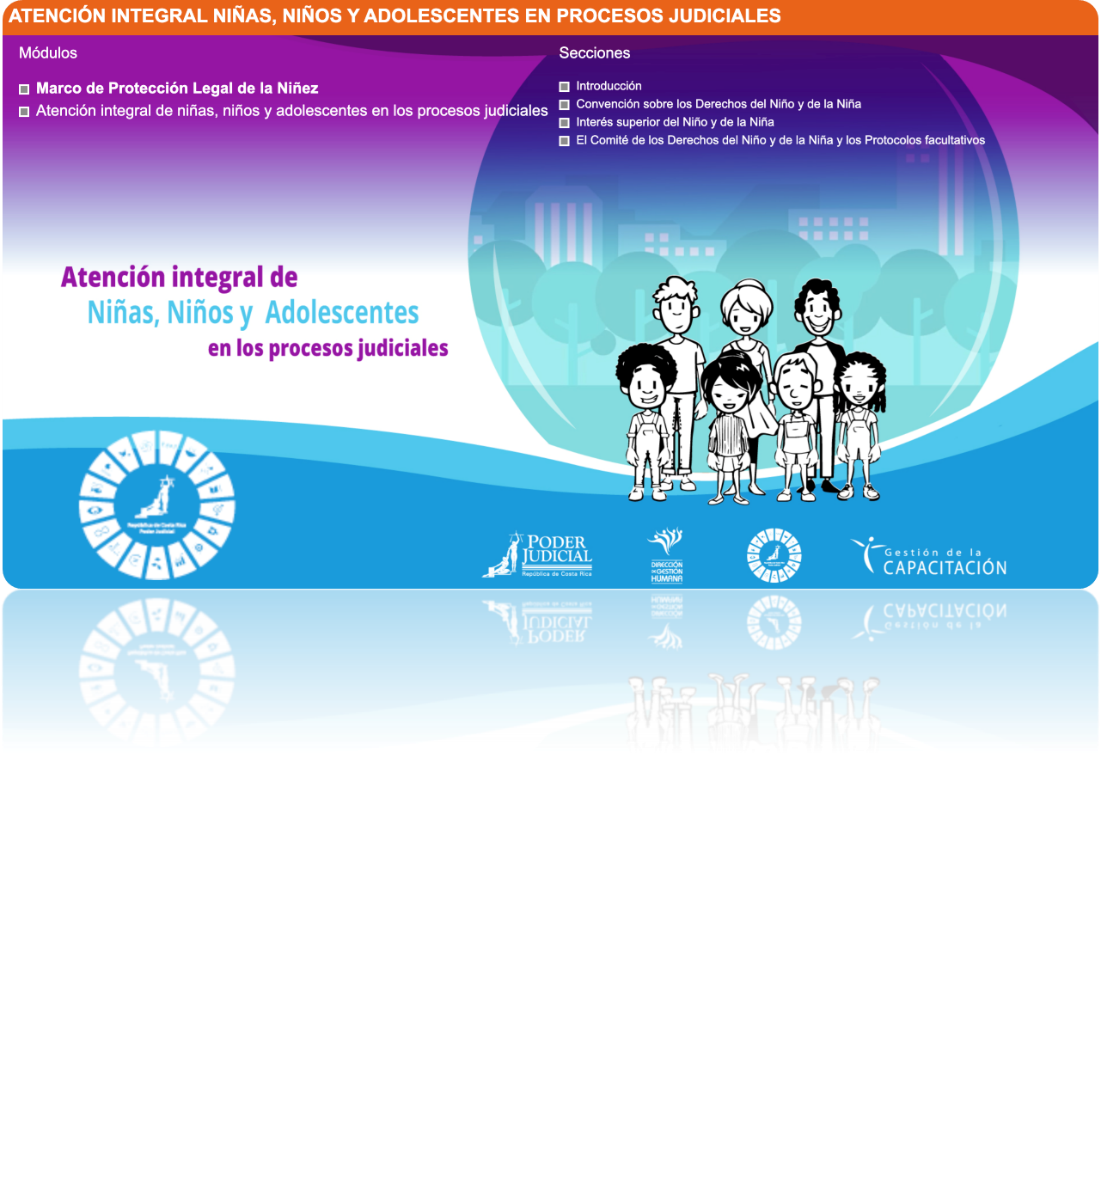 ATENCIÓN INTEGRAL NIÑAS, NIÑOS Y ADOLESCENTES EN PROCESOS JUDICIALES
Módulos
Marco de Protección Legal de la Niñez
Atención integral de niñas, niños y adolescentes en los procesos judiciales
Secciones
Introducción
Convención sobre los Derechos del Niño y de la Niña
Interés superior del Niño y de la Niña
El Comité de los Derechos del Niño y de la Niña y los Protocolos facultativos
Atención integral de
Niñas, Niños y Adolescentes
en los procesos judiciales
República de Costa Rica
Poder Judicial
PODER
JUDICIAL
República de Costa Rica
DIRECCIÓN
DE GESTIÓN
HUMANA
Gestión de la
CAPACITACIÓN